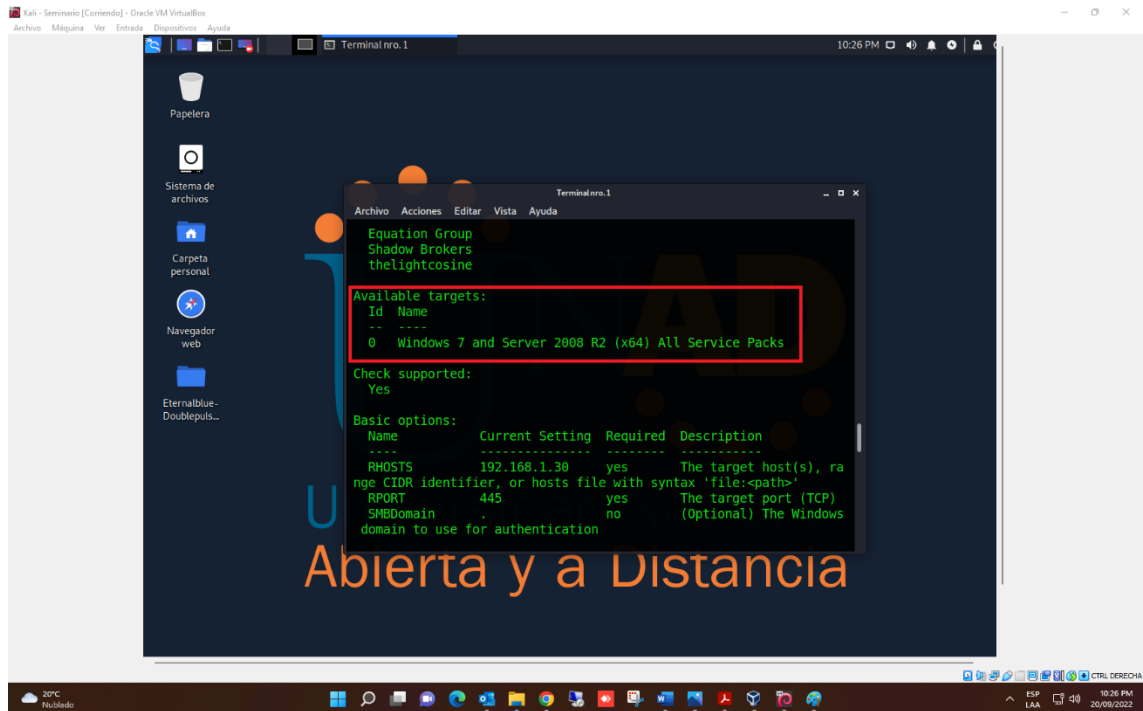 Kali - Seminario [Corriendo] - Oracle VM VirtualBox
Archivo Máquina Ver Entrada Dispositivos Ayuda
Terminal nro. 1
10:26 PM
Papelera
Sistema de
archivos
Carpeta
personal
Navegador
web
Eternalblue-
Doublepuls...
Terminal nro. 1
Archivo Acciones Editar Vista Ayuda
Equation Group
Shadow Brokers
thelightcosine
Available targets:
Id Name
-- ----
0 Windows 7 and Server 2008 R2 (x64) All Service Packs
Check supported:
Yes
Basic options:
Name Current Setting Required Description
---- --------------- -------- -----------
RHOSTS 192.168.1.30 yes The target host(s), ra
nge CIDR identifier, or hosts file with syntax 'file:<path>'
RPORT 445 yes The target port (TCP)
SMBDomain . no (Optional) The Windows
domain to use for authentication
Abierta y a Distancia
CTRL DERECHA
20°C
Nublado
ESP
LAA
10:26 PM
20/09/2022